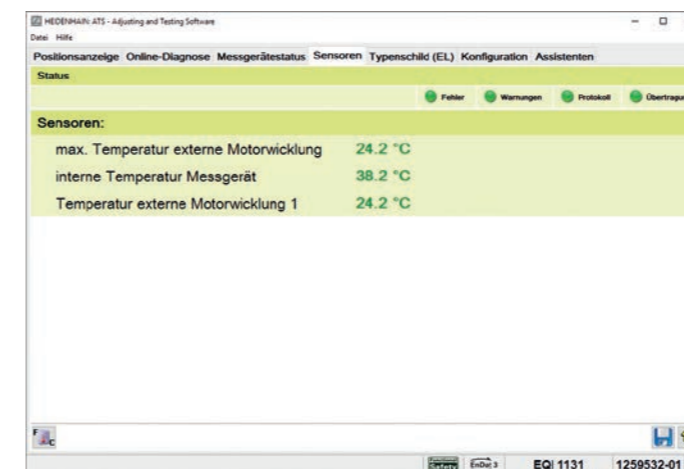 HEIDENHAIN: ATS - Adjusting and Testing Software
Datei Hilfe
Positionsanzeige Online-Diagnose Messgerätestatus Sensoren Typenschild (EL) Konfiguration Assistenten
Status
Fehler Warnungen Protokoll Übertragu
Sensoren:
max. Temperatur externe Motorwicklung 24.2 °C
interne Temperatur Messgerät 38.2 °C
Temperatur externe Motorwicklung 1 24.2 °C
F C
EnDat 3 EQI 1131 1259532-01